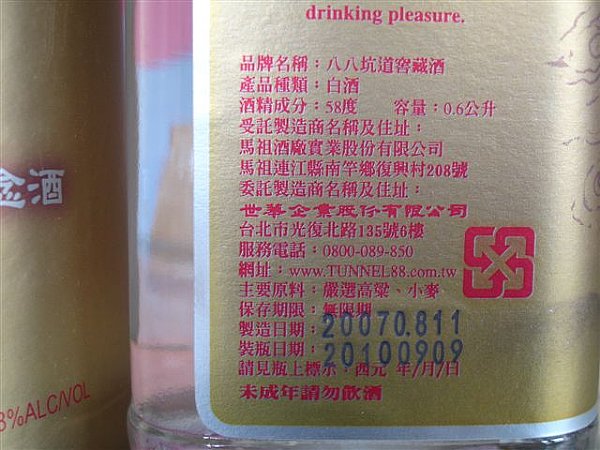 drinking pleasure.
品牌名稱：八八坑道窖藏酒
產品種類：白酒
酒精成分：58度 容量：0.6公升
受託製造商名稱及住址：
馬祖酒廠實業股份有限公司
馬祖連江縣南竿鄉復興村208號
委託製造商名稱及住址：
世華企業股份有限公司
台北市光復北路135號6樓
服務電話：0800-089-850
網址：www.TUNNEL88.com.tw
主要原料：嚴選高粱、小麥
保存期限：無限期
製造日期：20070.811
裝瓶日期：20100909
請見瓶上標示：西元 年/月/日
未成年請勿飲酒
念酒
8%ALC/VOL